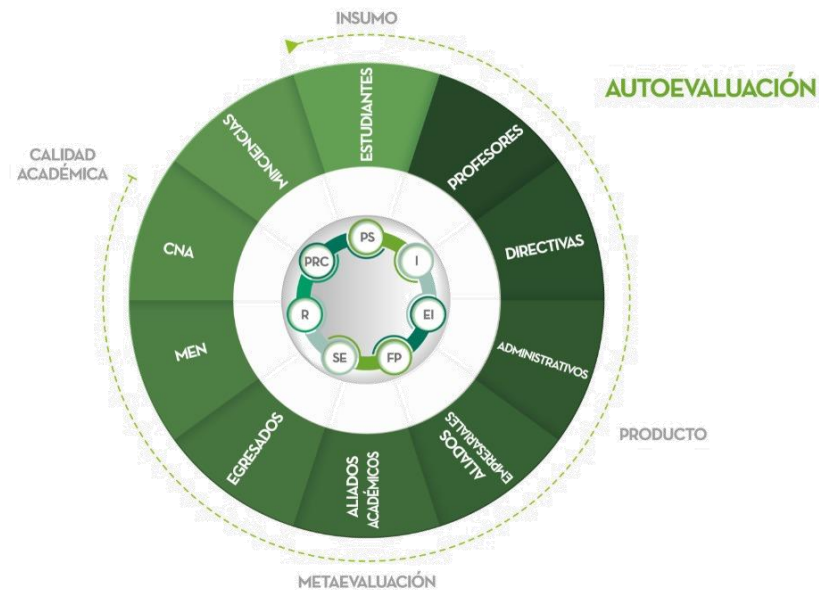 INSUMO
AUTOEVALUACIÓN
CALIDAD
ACADÉMICA
ESTUDIANTES
PROFESORES
DIRECTIVAS
ADMINISTRATIVOS
ALIADOS
EMPRESARIALES
ALIADOS
ACADÉMICOS
EGRESADOS
MEN
CNA
MINCIENCIAS
PS
I
EI
FP
SE
R
PRC
PRODUCTO
METAEVALUACIÓN